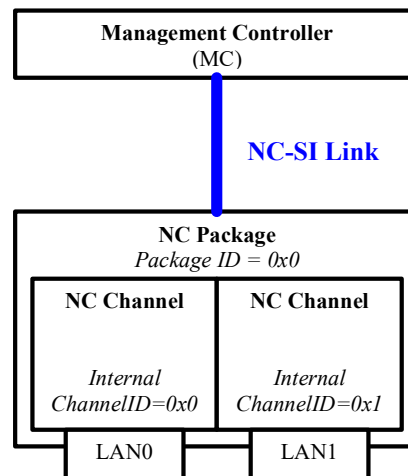 Management Controller
(MC)
NC-SI Link
NC Package
Package ID = 0x0
NC Channel
Internal
ChannelID=0x0
NC Channel
Internal
ChannelID=0x1
LAN0
LAN1